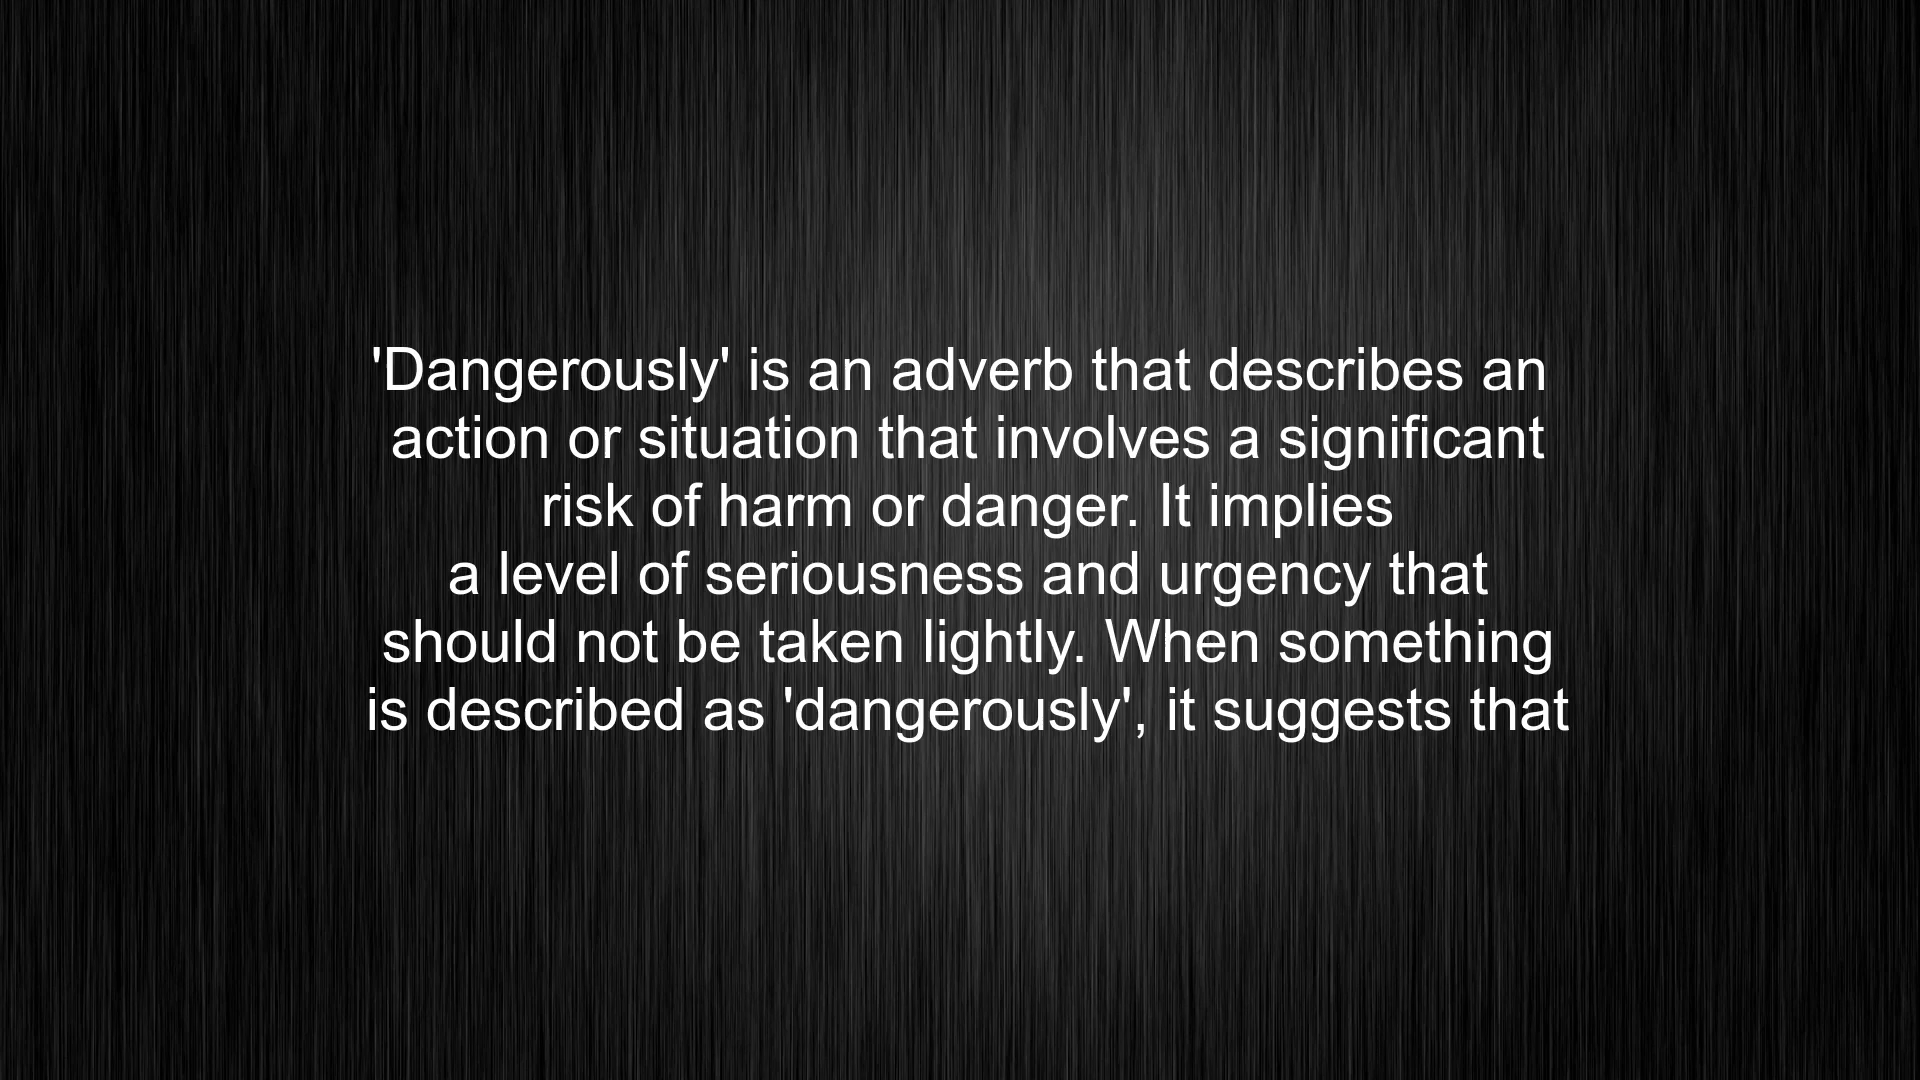 'Dangerously' is an adverb that describes an
action or situation that involves a significant
risk of harm or danger. It implies
a level of seriousness and urgency that
should not be taken lightly. When something
is described as 'dangerously', it suggests that